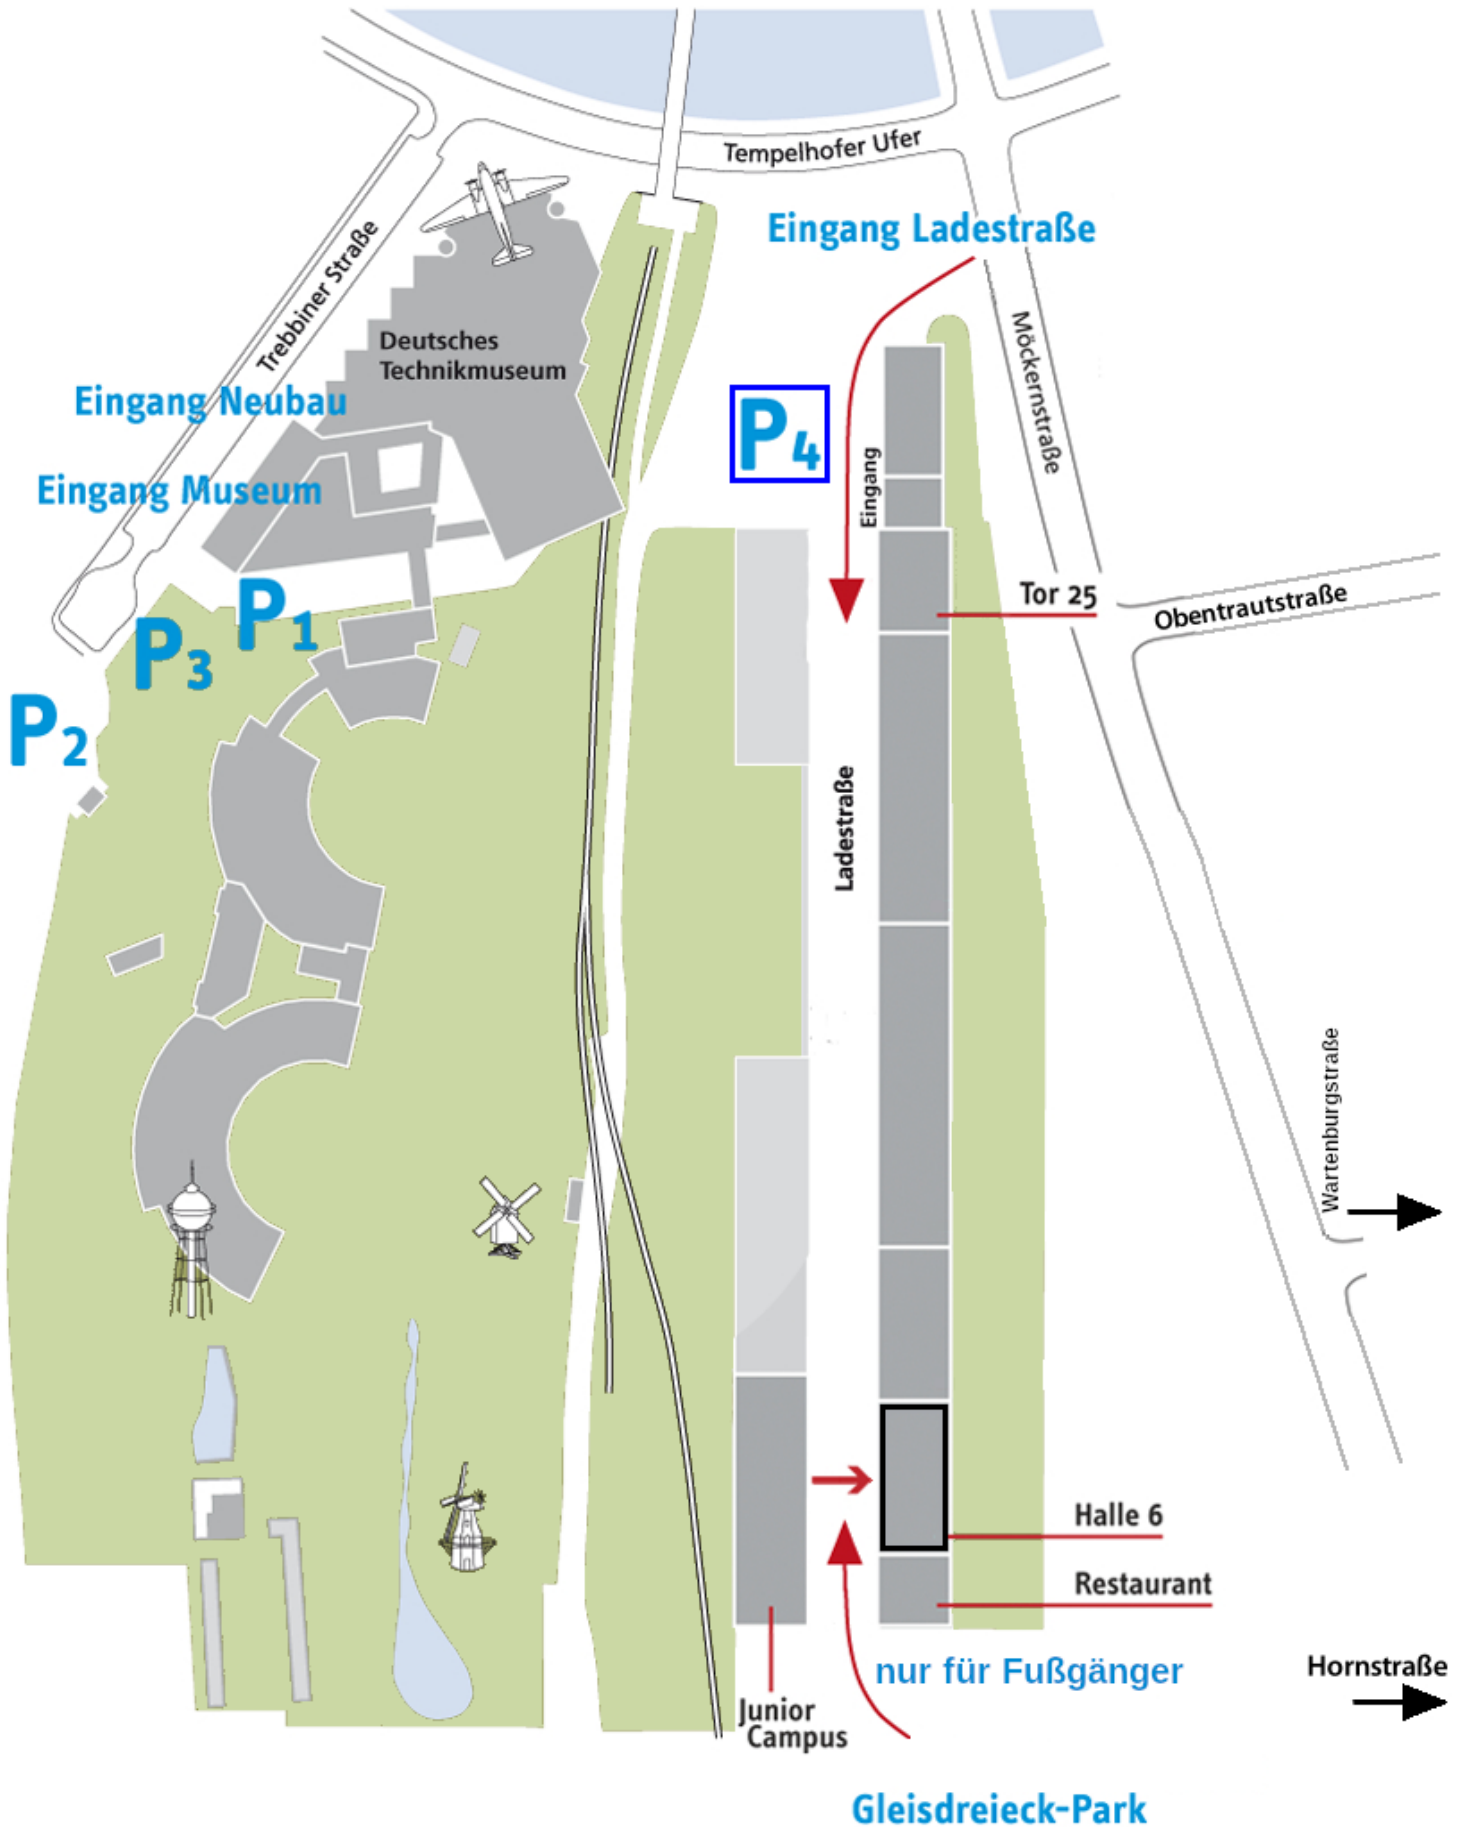 Tempelhofer Ufer
Eingang Ladestraße
Trebbiner Straße
Deutsches
Technikmuseum
Möckernstraße
Eingang Neubau
P4
Eingang
Eingang Museum
Tor 25
Obentrautstraße
P1
P3
P2
Ladestraße
Wartenburgstraße
Halle 6
Restaurant
nur für Fußgänger
Hornstraße
Junior
Campus
Gleisdreieck-Park